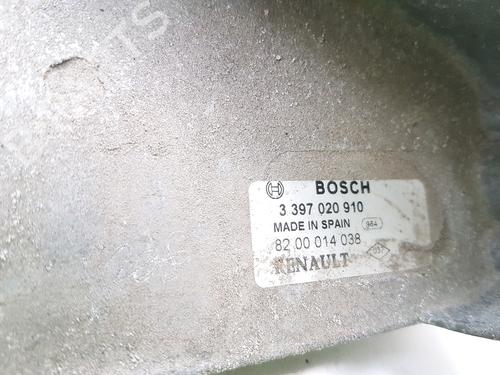 BOSCH
3 397 020 910
MADE IN SPAIN 984
82 00 014 038
RENAULT